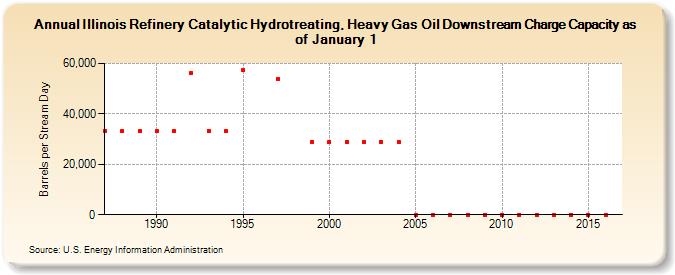 Annual Illinois Refinery Catalytic Hydrotreating, Heavy Gas Oil Downstream Charge Capacity as
of January 1
Barrels per Stream Day
60,000
40,000
20,000
0
1990 1995 2000 2005 2010 2015
Source: U.S. Energy Information Administration